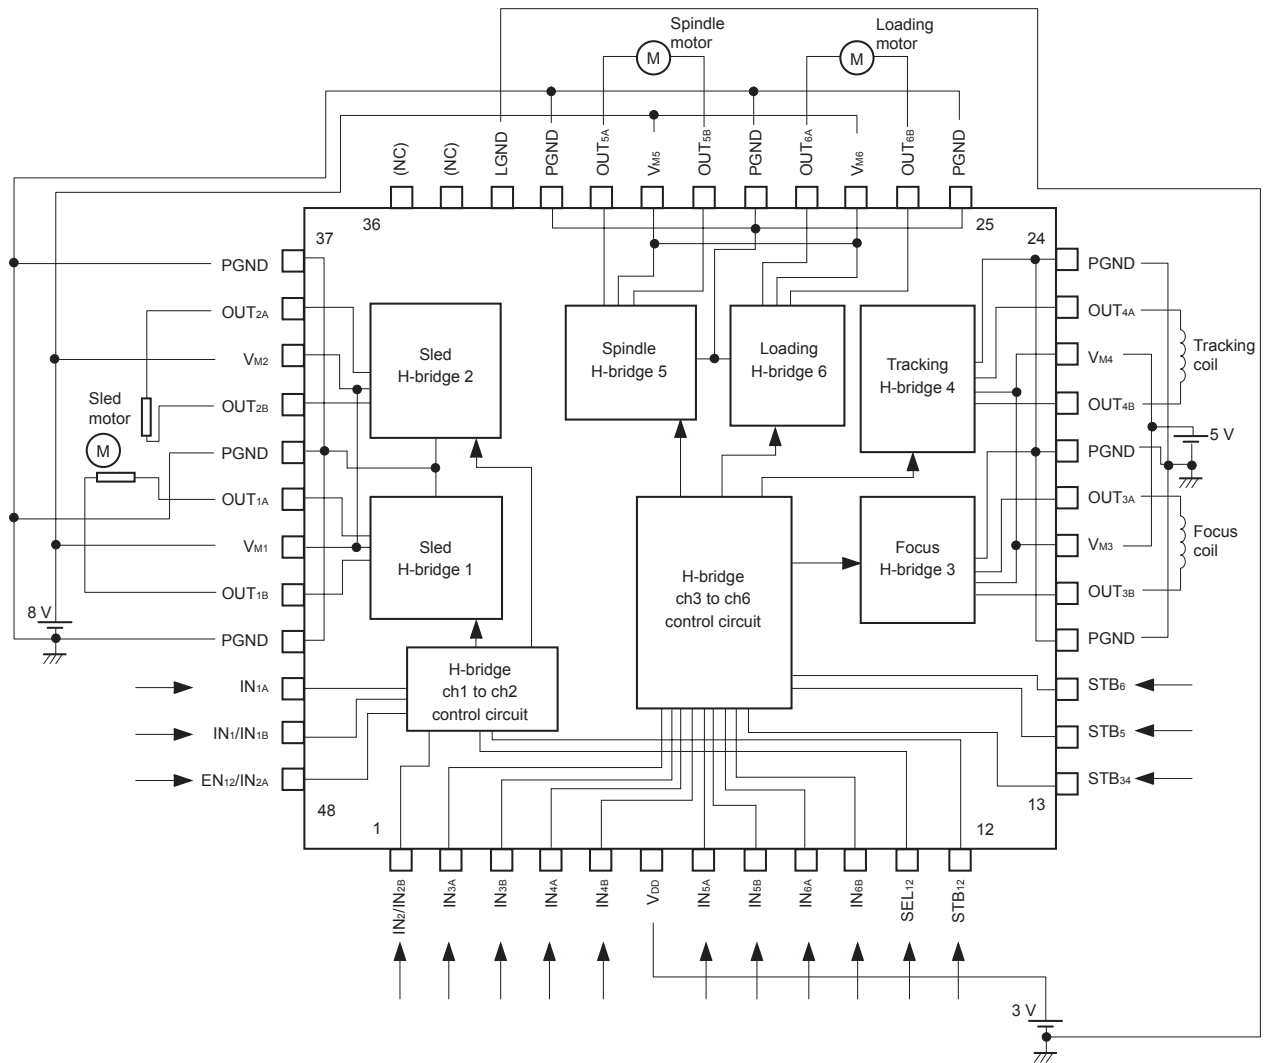 Spindle
motor
Loading
motor
M
M
(NC)
(NC)
LGND
PGND
OUT5A
VM5
OUT5B
PGND
OUT6A
VM6
OUT6B
PGND
36
25
37
24
PGND
OUT2A
VM2
OUT2B
Sled
motor
M
PGND
OUT1A
VM1
OUT1B
8 V
PGND
IN1A
IN1/IN1B
EN12/IN2A
48
1
12
13
Sled
H-bridge 2
Sled
H-bridge 1
H-bridge
ch1 to ch2
control circuit
Spindle
H-bridge 5
Loading
H-bridge 6
Tracking
H-bridge 4
H-bridge
ch3 to ch6
control circuit
Focus
H-bridge 3
PGND
OUT4A
VM4
OUT4B
Tracking
coil
5 V
PGND
OUT3A
VM3
OUT3B
Focus
coil
PGND
STB6
STB5
STB34
IN2/IN2B
IN3A
IN3B
IN4A
IN4B
VDD
IN5A
IN5B
IN6A
IN6B
SEL12
STB12
3 V